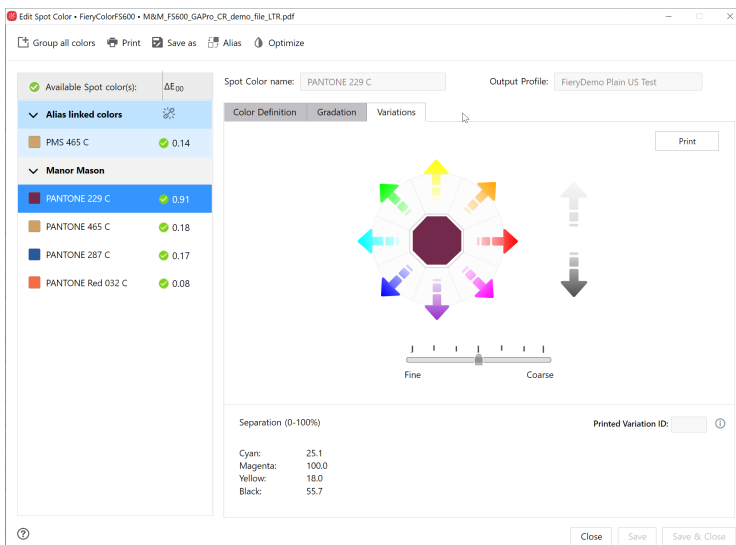 Edit Spot Color • FieryColorFS600 • M&M_FS600_GAPro_CR_demo_file_LTR.pdf
Group all colors Print Save as Alias Optimize
Available Spot color(s): ΔE00
Alias linked colors
PMS 465 C 0.14
Manor Mason
PANTONE 229 C 0.91
PANTONE 465 C 0.18
PANTONE 287 C 0.17
PANTONE Red 032 C 0.08
Spot Color name: PANTONE 229 C Output Profile: FieryDemo Plain US Test
Color Definition Gradation Variations
Print
Fine Coarse
Separation (0-100%) Printed Variation ID:
Cyan: 25.1
Magenta: 100.0
Yellow: 18.0
Black: 55.7
Close Save Save & Close